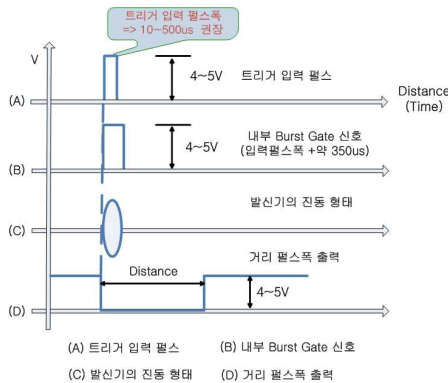 트리거 입력 펄스폭
=> 10~500us 권장
V
4~5V
트리거 입력 펄스
Distance
(Time)
(A)
4~5V
내부 Burst Gate 신호
(입력펄스폭 +약 350us)
(B)
발신기의 진동 형태
(C)
거리 펄스폭 출력
Distance
4~5V
(D)
(A) 트리거 입력 펄스
(B) 내부 Burst Gate 신호
(C) 발신기의 진동 형태
(D) 거리 펄스폭 출력